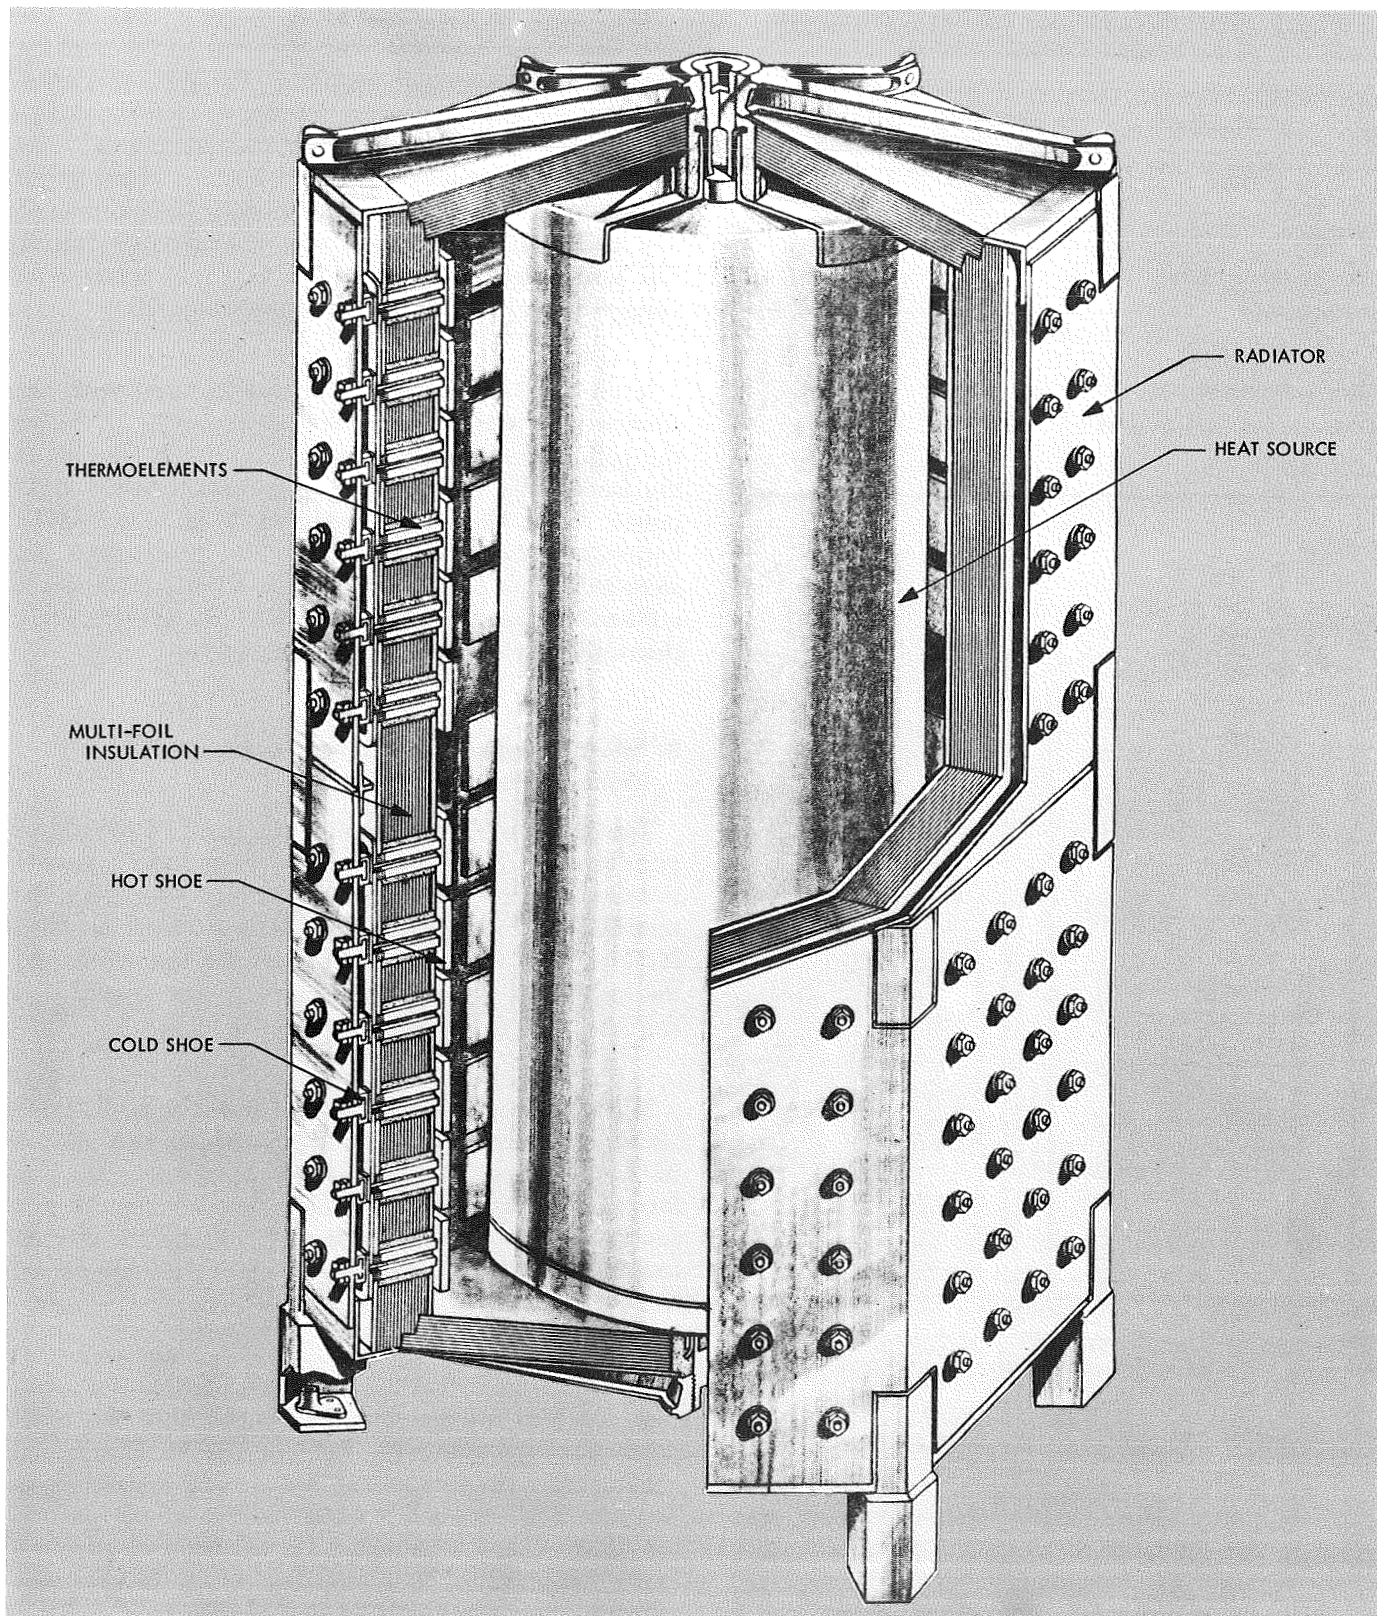 RADIATOR
HEAT SOURCE
THERMOELEMENTS
MULTI-FOIL
INSULATION
HOT SHOE
COLD SHOE